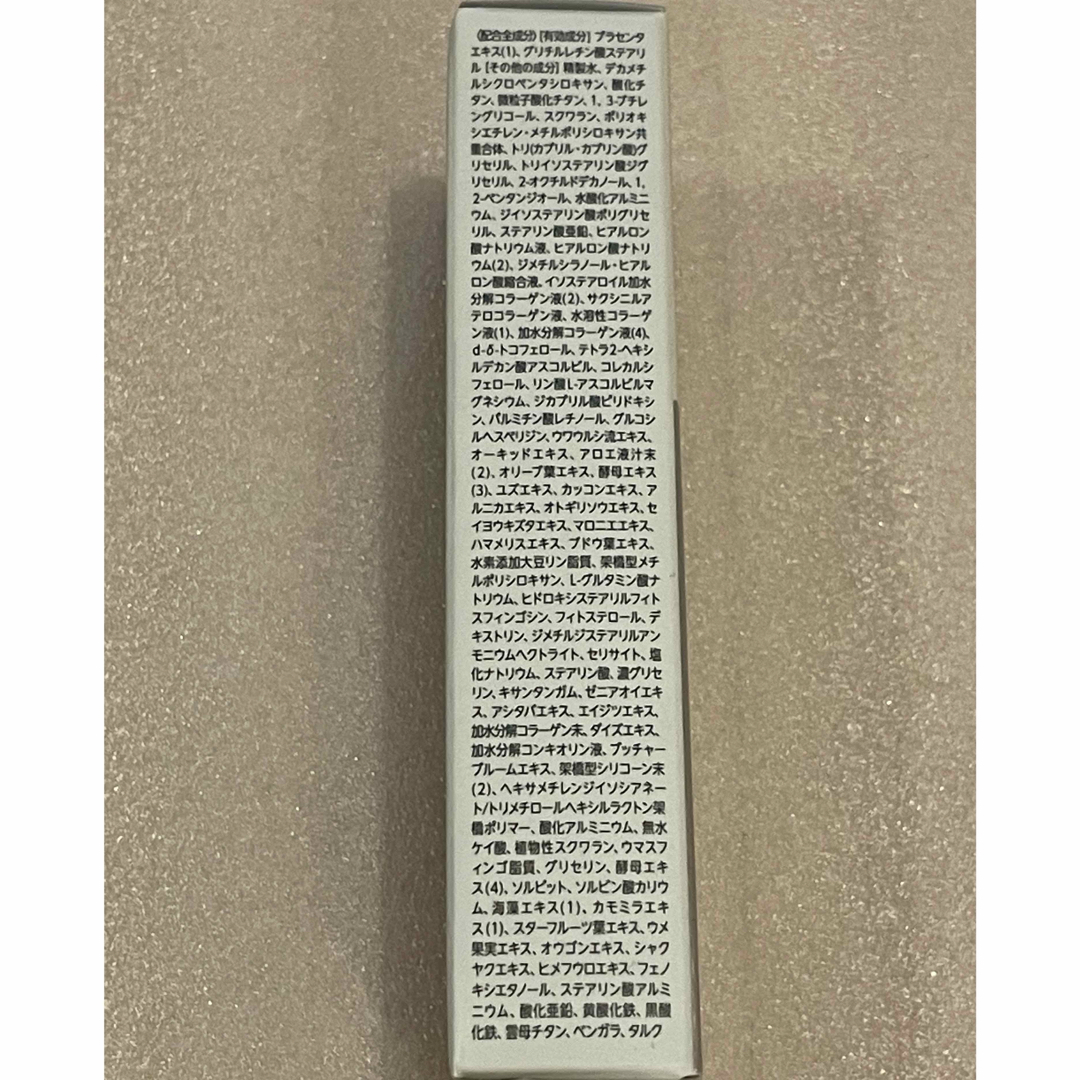 《配合全成分》[有効成分] プラセンタ
エキス(1)、グリチルレチン酸ステアリ
ル [その他の成分] 精製水、デカメチ
ルシクロペンタシロキサン、酸化チ
タン、微粒子酸化チタン、1, 3-ブチレ
ングリコール、スクワラン、ポリオキ
シエチレン・メチルポリシロキサン共
重合体、トリ(カプリル・カプリン酸)グ
リセリル、トリイソステアリン酸ジグ
リセリル、2-オクチルドデカノール、1,
2-ペンタンジオール、水酸化アルミニ
ウム、ジイソステアリン酸ポリグリセ
リル、ステアリン酸亜鉛、ヒアルロン
酸ナトリウム液、ヒアルロン酸ナトリ
ウム(2)、ジメチルシラノール・ヒアル
ロン酸縮合液、イソステアロイル加水
分解コラーゲン液(2)、サクシニルア
テロコラーゲン液、水溶性コラーゲ
ン液(1)、加水分解コラーゲン液(4)、
d-δ-トコフェロール、テトラ2-ヘキシ
ルデカン酸アスコルビル、コレカルシ
フェロール、リン酸L-アスコルビルマ
グネシウム、ジカプリル酸ピリドキシ
ン、パルミチン酸レチノール、グルコシ
ルヘスペリジン、ウワウルシ流エキス、
オーキッドエキス、アロエ液汁末
(2)、オリーブ葉エキス、酵母エキス
(3)、ユズエキス、カッコンエキス、ア
ルニカエキス、オトギリソウエキス、セ
イヨウキズタエキス、マロニエエキス、
ハマメリスエキス、ブドウ葉エキス、
水素添加大豆リン脂質、架橋型メチ
ルポリシロキサン、L-グルタミン酸ナ
トリウム、ヒドロキシステアリルフィト
スフィンゴシン、フィトステロール、デ
キストリン、ジメチルジステアリルアン
モニウムヘクトライト、セリサイト、塩
化ナトリウム、ステアリン酸、濃グリセ
リン、キサンタンガム、ゼニアオイエキ
ス、アシタバエキス、エイジツエキス、
加水分解コラーゲン末、ダイズエキス、
加水分解コンキオリン液、ブッチャー
ブルームエキス、架橋型シリコーン末
(2)、ヘキサメチレンジイソシアネー
ト/トリメチロールヘキシルラクトン架
橋ポリマー、酸化アルミニウム、無水
ケイ酸、植物性スクワラン、ウマスフ
ィンゴ脂質、グリセリン、酵母エキ
ス(4)、ソルビット、ソルビン酸カリウ
ム、海藻エキス(1)、カモミラエキ
ス(1)、スターフルーツ葉エキス、ウメ
果実エキス、オウゴンエキス、シャク
ヤクエキス、ヒメフウロエキス、フェノ
キシエタノール、ステアリン酸アルミ
ニウム、酸化亜鉛、黄酸化鉄、黒酸
化鉄、雲母チタン、ベンガラ、タルク